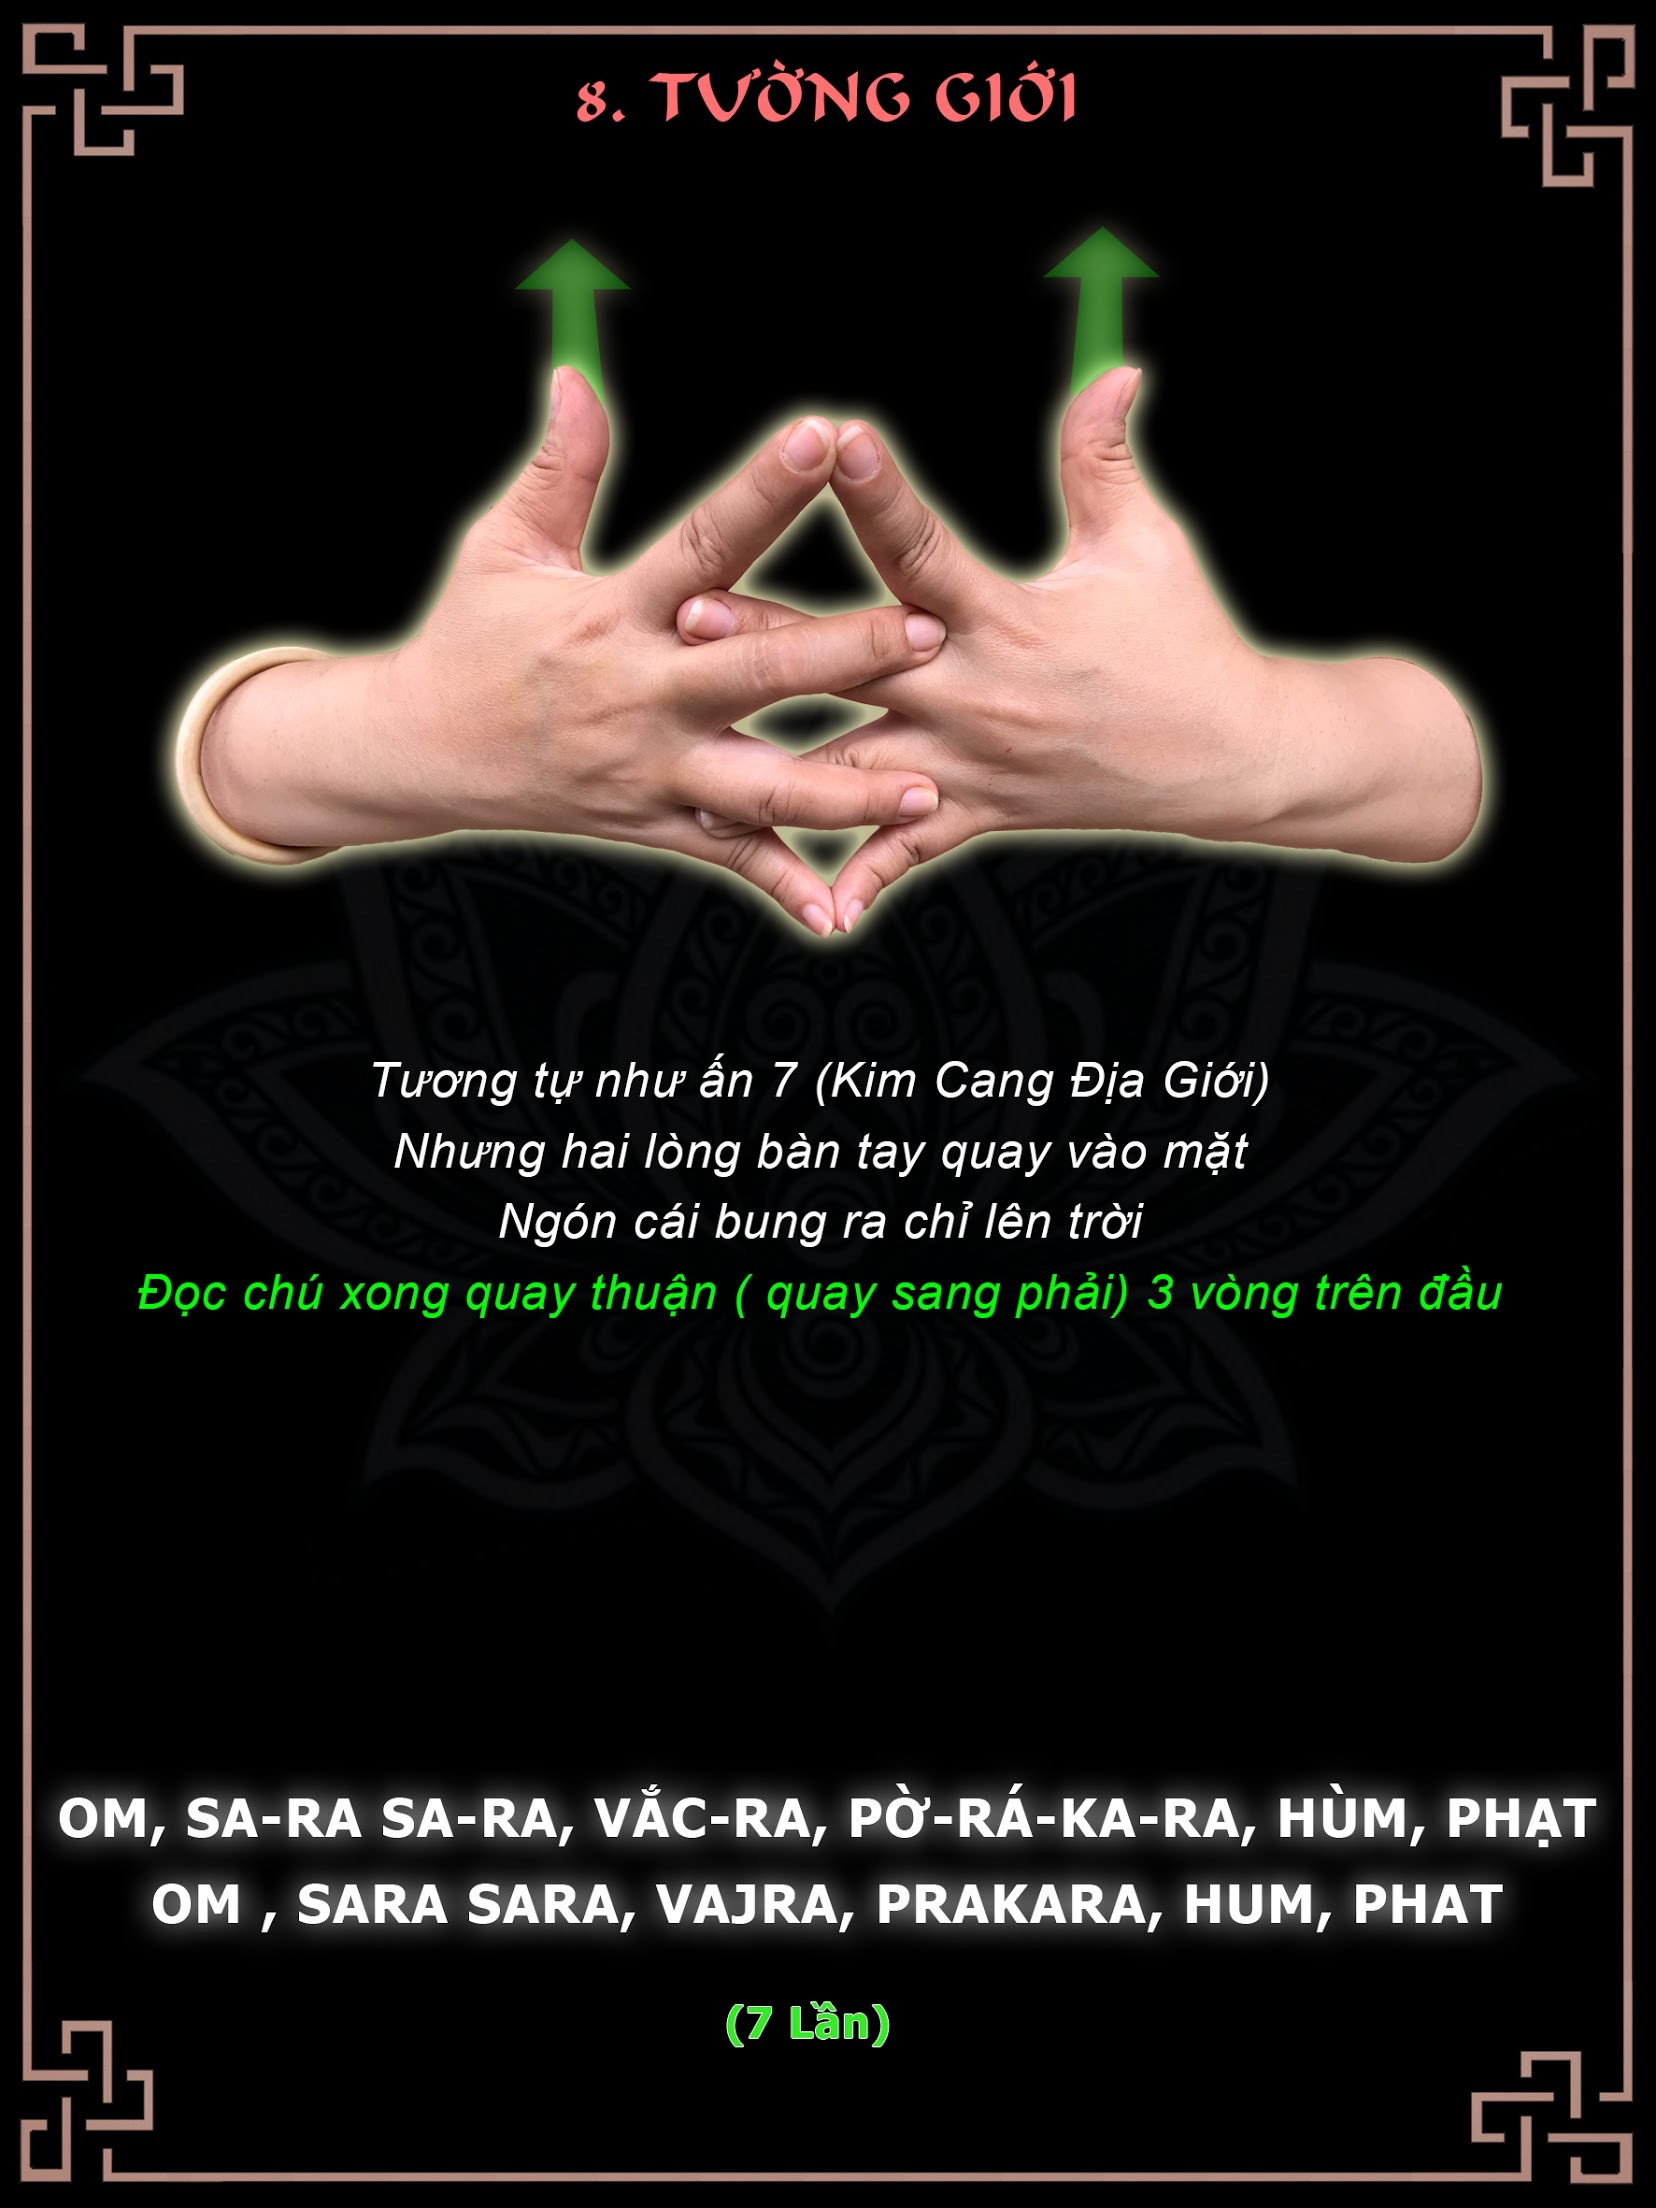 8. TƯỜNG GIỚI
Tương tự như ấn 7 (Kim Cang Địa Giới)
Nhưng hai lòng bàn tay quay vào mặt
Ngón cái bung ra chỉ lên trời
Đọc chú xong quay thuận ( quay sang phải) 3 vòng trên đầu
OM, SA-RA SA-RA, VẮC-RA, PỜ-RÁ-KA-RA, HÙM, PHẠT
OM , SARA SARA, VAJRA, PRAKARA, HUM, PHAT
(7 Lần)